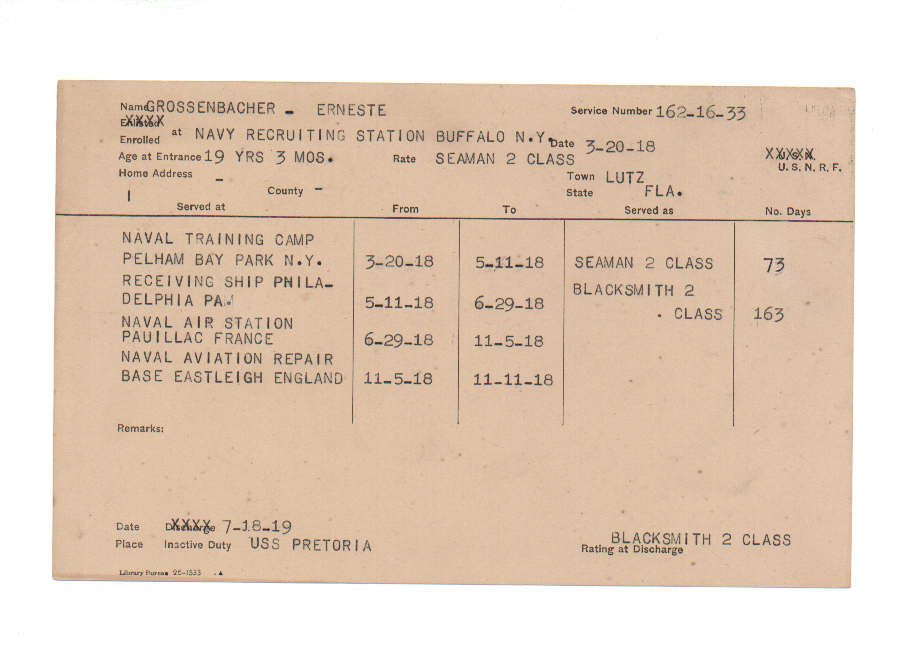 Name GROSSENBACHER - ERNESTE Service Number 162-16-33
Enlisted XXXX
Enrolled at NAVY RECRUITING STATION BUFFALO N.Y. Date 3-20-18
Age at Entrance 19 YRS 3 MOS. Rate SEAMAN 2 CLASS XXXXX U.S.N.
U. S. N. R. F.
Home Address - Town LUTZ
1 County - State FLA.
Served at From To Served as No. Days
NAVAL TRAINING CAMP
PELHAM BAY PARK N.Y. 3-20-18 5-11-18 SEAMAN 2 CLASS 73
RECEIVING SHIP PHILA-
BLACKSMITH 2
DELPHIA PA. 5-11-18 6-29-18 . CLASS 163
NAVAL AIR STATION
PAUILLAC FRANCE 6-29-18 11-5-18
NAVAL AVIATION REPAIR
BASE EASTLEIGH ENGLAND 11-5-18 11-11-18
Remarks:
Date Discharge XXXX 7-18-19
Place Inactive Duty USS PRETORIA BLACKSMITH 2 CLASS
Rating at Discharge
Library Bureau 26-1533